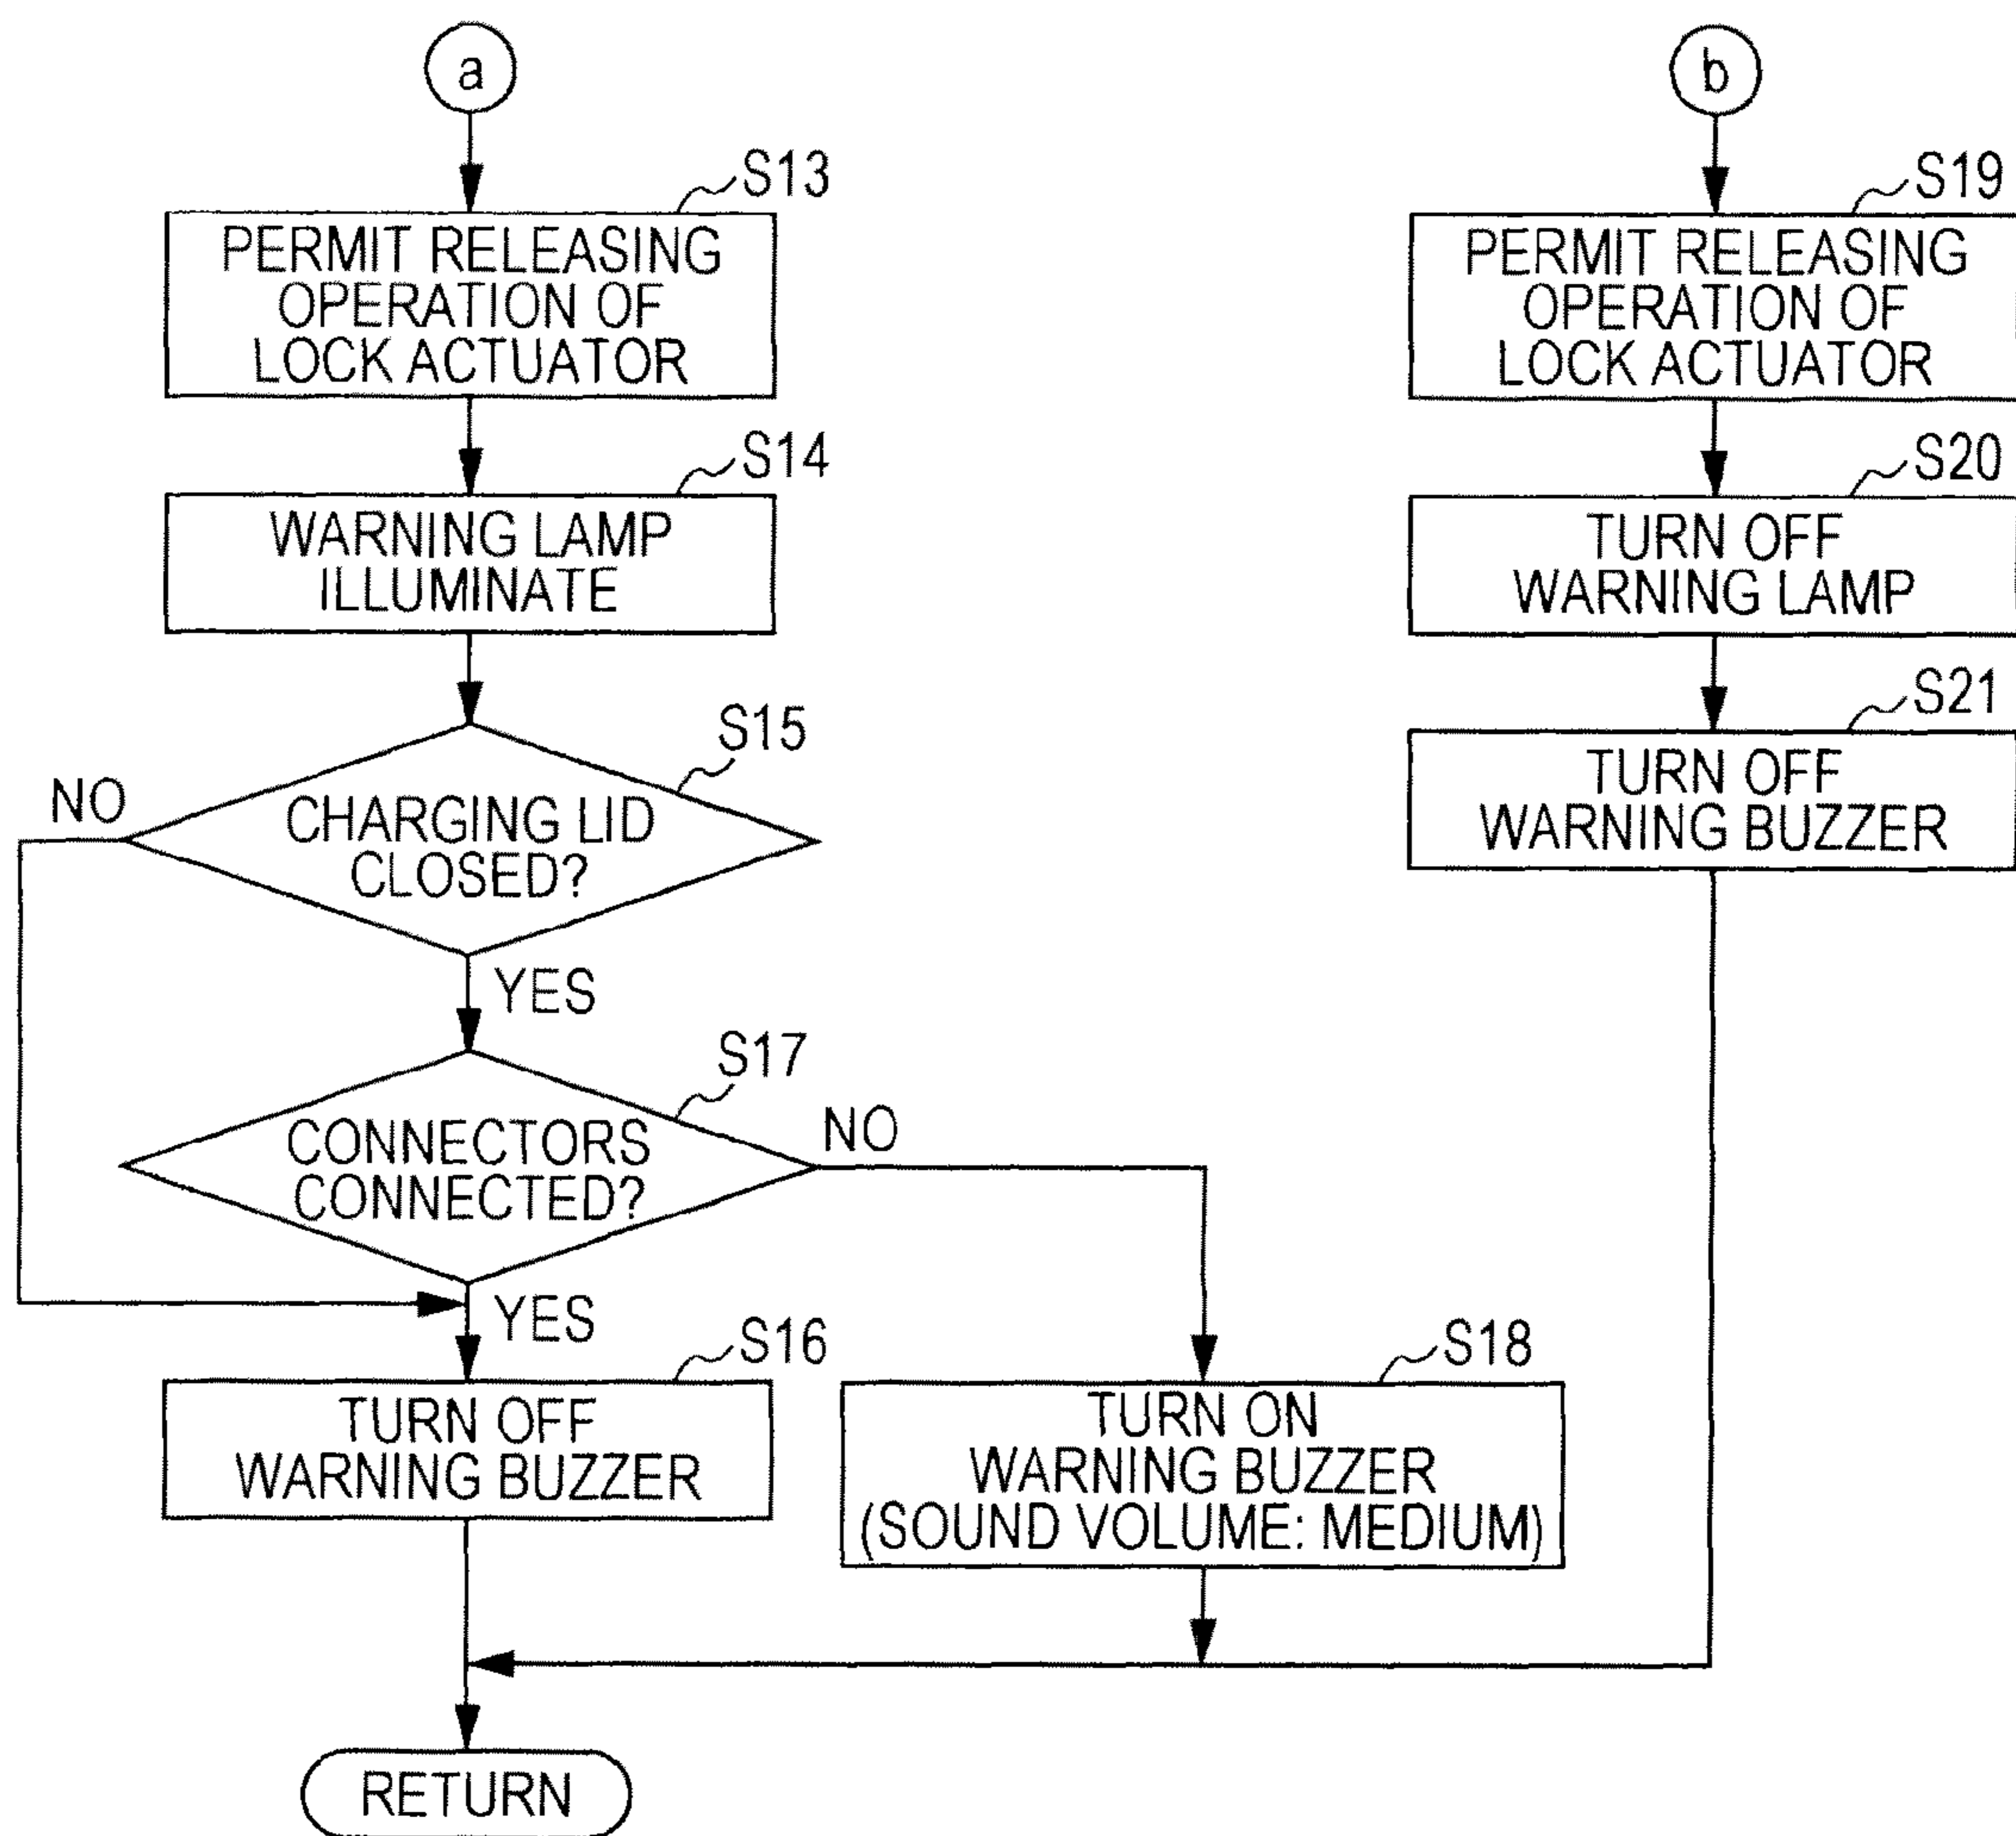 a
S13
PERMIT RELEASING
OPERATION OF
LOCK ACTUATOR
S14
WARNING LAMP
ILLUMINATE
S15
NO
CHARGING LID
CLOSED?
YES
S17
NO
CONNECTORS
CONNECTED?
YES
S16
TURN OFF
WARNING BUZZER
S18
TURN ON
WARNING BUZZER
(SOUND VOLUME: MEDIUM)
RETURN
b
S19
PERMIT RELEASING
OPERATION OF
LOCK ACTUATOR
S20
TURN OFF
WARNING LAMP
S21
TURN OFF
WARNING BUZZER